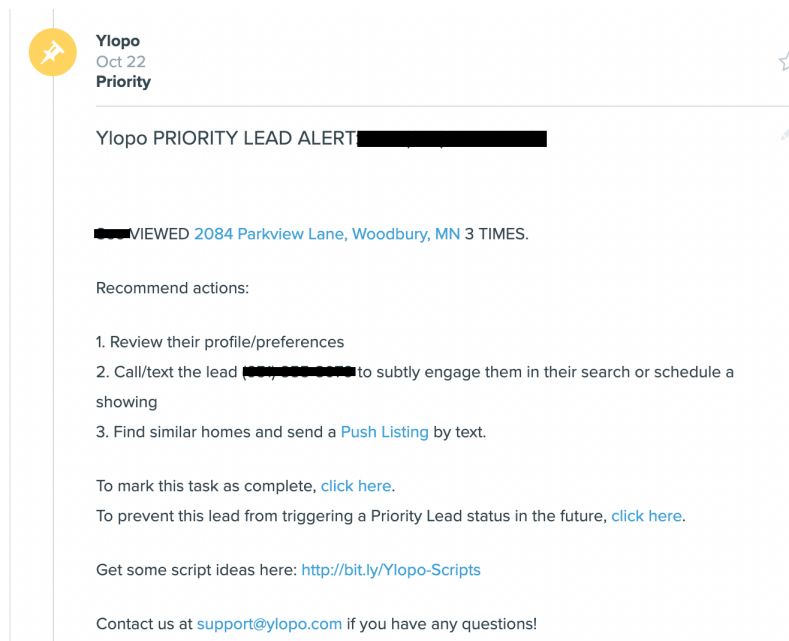 Ylopo
Oct 22
Priority
Ylopo PRIORITY LEAD ALERT:
VIEWED 2084 Parkview Lane, Woodbury, MN 3 TIMES.
Recommend actions:
1. Review their profile/preferences
2. Call/text the lead to subtly engage them in their search or schedule a
showing
3. Find similar homes and send a Push Listing by text.
To mark this task as complete, click here.
To prevent this lead from triggering a Priority Lead status in the future, click here.
Get some script ideas here: http://bit.ly/Ylopo-Scripts
Contact us at support@ylopo.com if you have any questions!